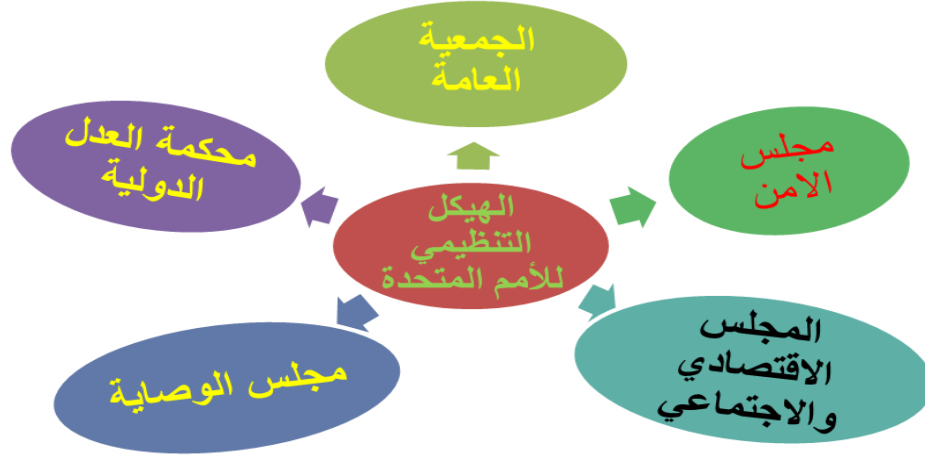 الجمعية
العامة
محكمة العدل
الدولية
مجلس
الامن
الهيكل
التنظيمي
للأمم المتحدة
مجلس الوصاية
المجلس
الاقتصادي
والاجتماعي